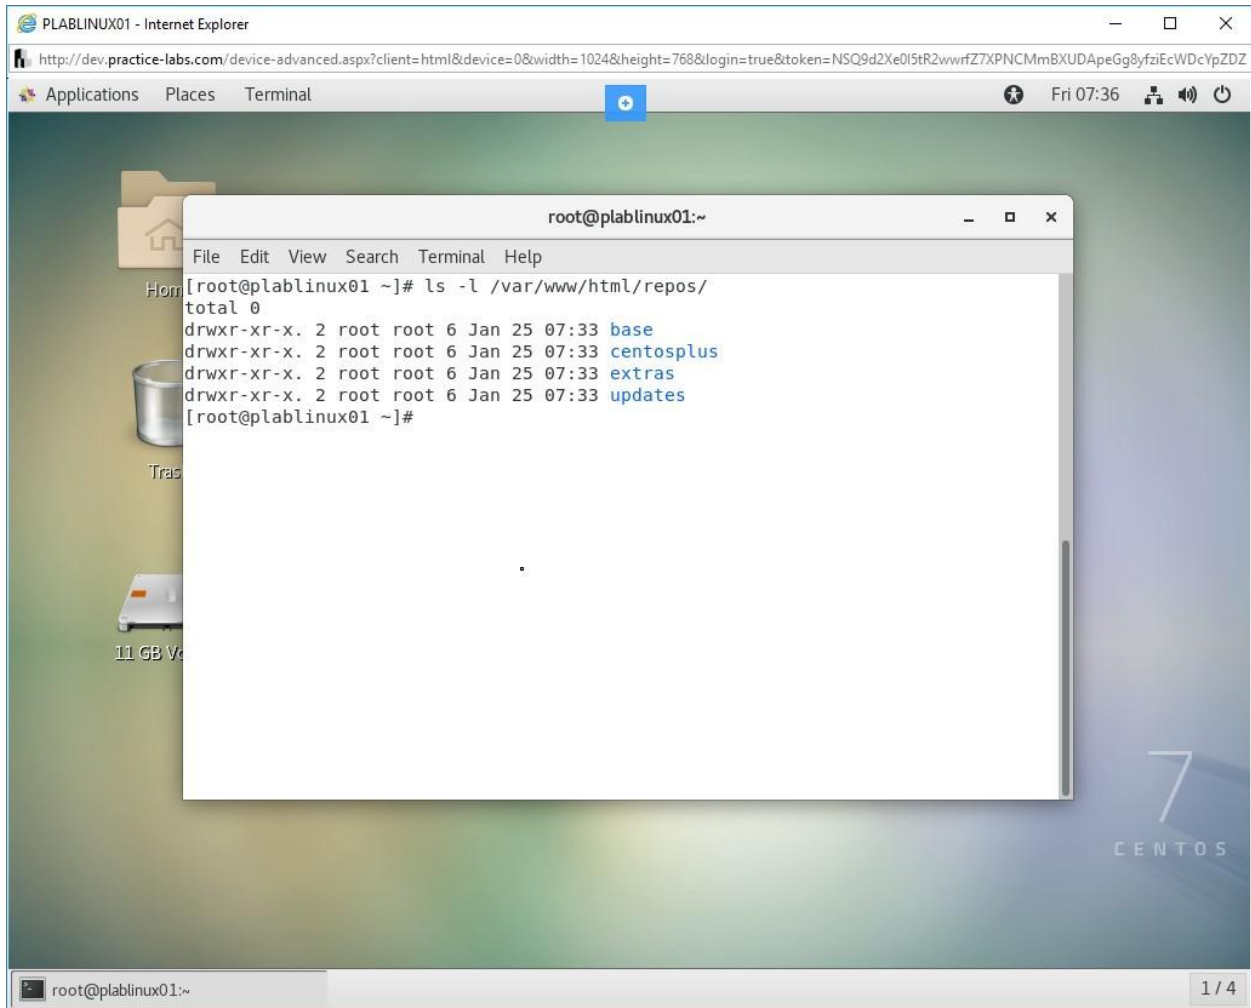 PLABLINUX01 - Internet Explorer
http://dev.practice-labs.com/device-advanced.aspx?client=html&device=0&width=1024&height=768&login=true&token=
Applications Places Terminal Fri 07:36
root@plablinux01:~
File Edit View Search Terminal Help
[root@plablinux01 ~]# ls -l /var/www/html/repos/
total 0
drwxr-xr-x. 2 root root 6 Jan 25 07:33 base
drwxr-xr-x. 2 root root 6 Jan 25 07:33 centosplus
drwxr-xr-x. 2 root root 6 Jan 25 07:33 extras
drwxr-xr-x. 2 root root 6 Jan 25 07:33 updates
[root@plablinux01 ~]#
Hom
Tras
11 GB Vo
7
CENTOS
root@plablinux01:~ 1 / 4